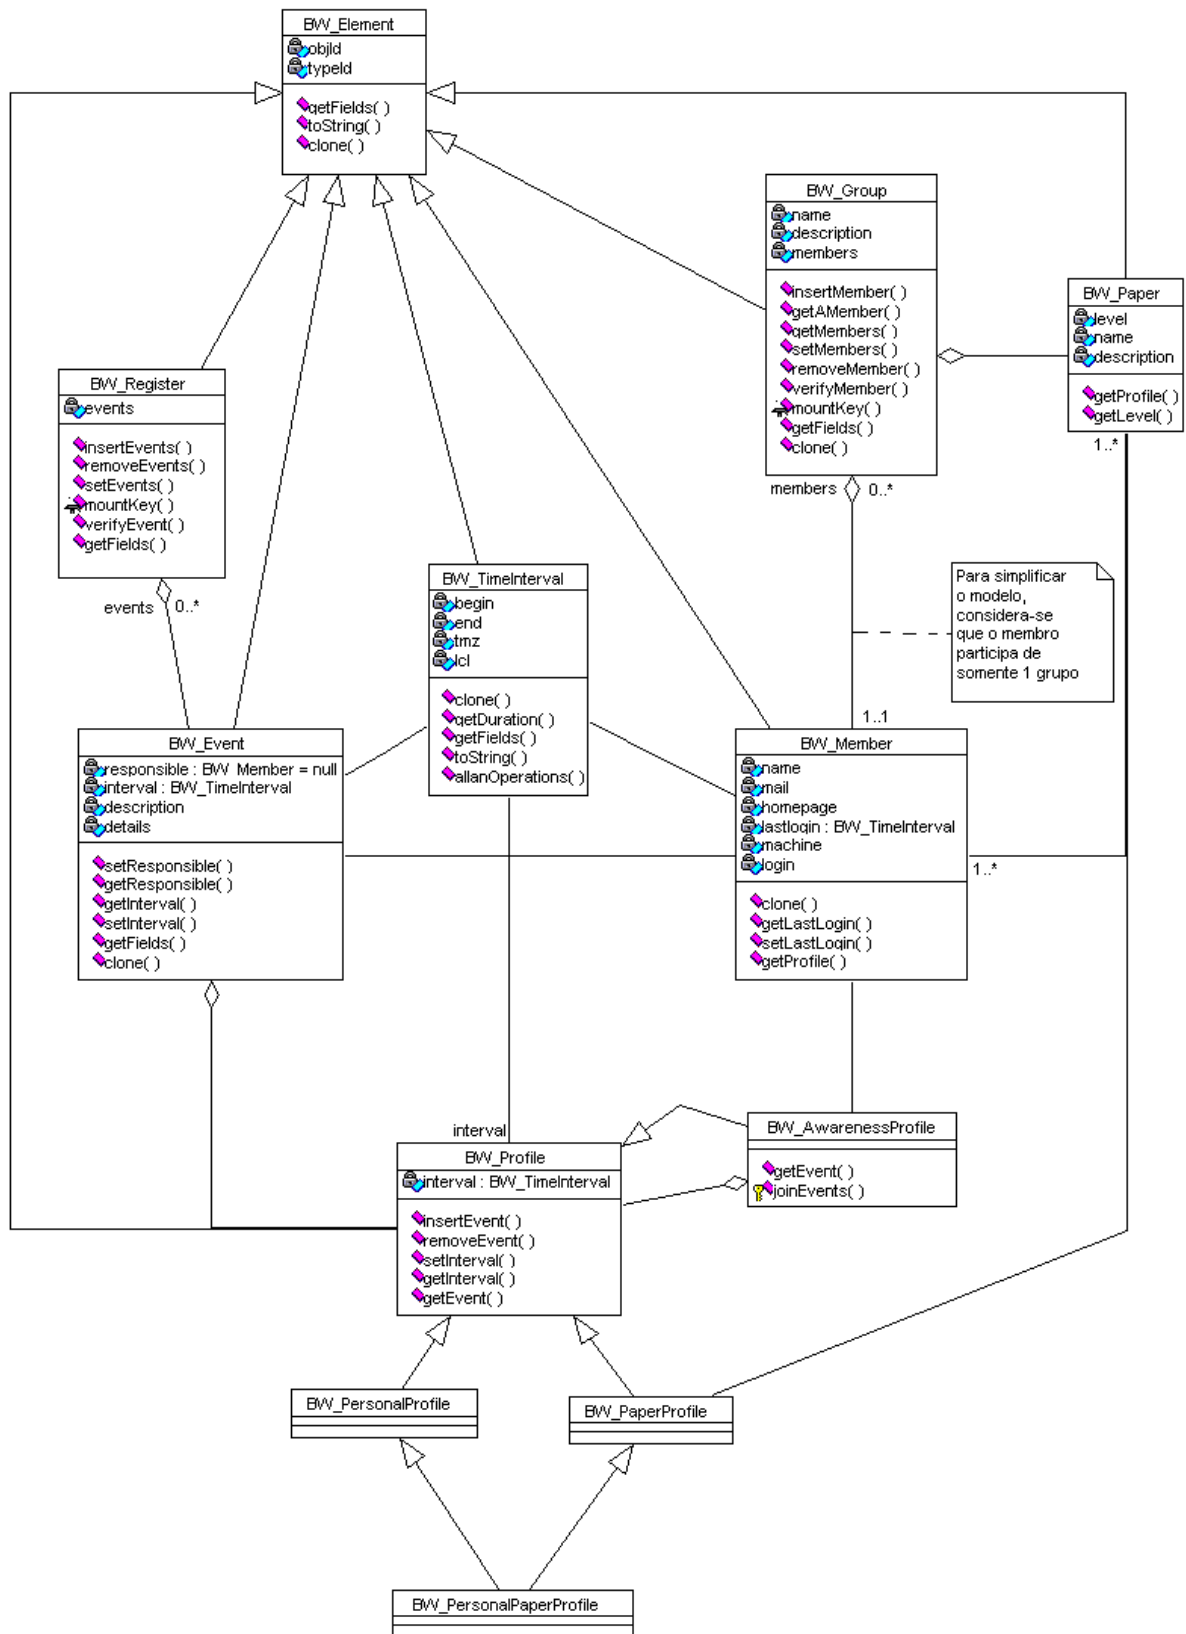 BW_Element
objId
typeId
getFields( )
toString( )
clone( )
BW_Group
name
description
members
insertMember( )
getAMember( )
getMembers( )
setMembers( )
removeMember( )
verifyMember( )
mountKey( )
getFields( )
clone( )
members
0..*
BW_Paper
level
name
description
getProfile( )
getLevel( )
1..*
BW_Register
events
insertEvents( )
removeEvents( )
setEvents( )
mountKey( )
verifyEvent( )
getFields( )
events
0..*
BW_TimeInterval
begin
end
tmz
lcl
clone( )
getDuration( )
getFields( )
toString( )
allanOperations( )
Para simplificar
o modelo,
considera-se
que o membro
participa de
somente 1 grupo
1..1
BW_Event
responsible : BW_Member = null
interval : BW_TimeInterval
description
details
setResponsible( )
getResponsible( )
getInterval( )
setInterval( )
getFields( )
clone( )
BW_Member
name
mail
homepage
lastlogin : BW_TimeInterval
machine
login
clone( )
getLastLogin( )
setLastLogin( )
getProfile( )
1..*
interval
BW_Profile
interval : BW_TimeInterval
insertEvent( )
removeEvent( )
setInterval( )
getInterval( )
getEvent( )
BW_AwarenessProfile
getEvent( )
joinEvents( )
BW_PersonalProfile
BW_PaperProfile
BW_PersonalPaperProfile